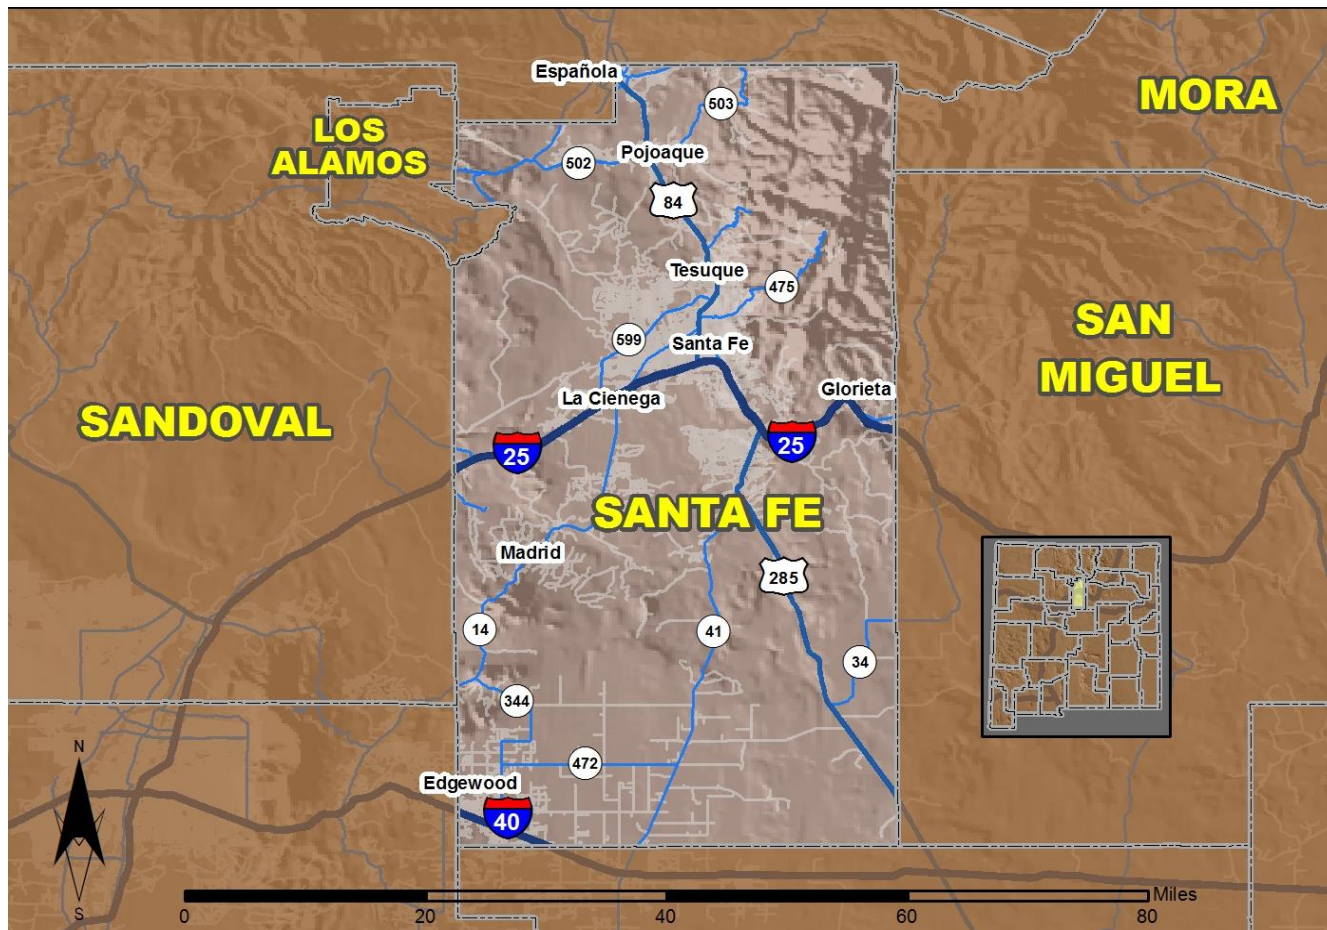 Española
MORA
503
LOS
ALAMOS
Pojoaque
502
84
Tesuque
475
SAN
MIGUEL
599
Santa Fe
Glorieta
La Cienega
SANDOVAL
25
25
SANTA FE
Madrid
285
14
41
34
344
N
472
Edgewood
40
S
Miles
0 20 40 60 80